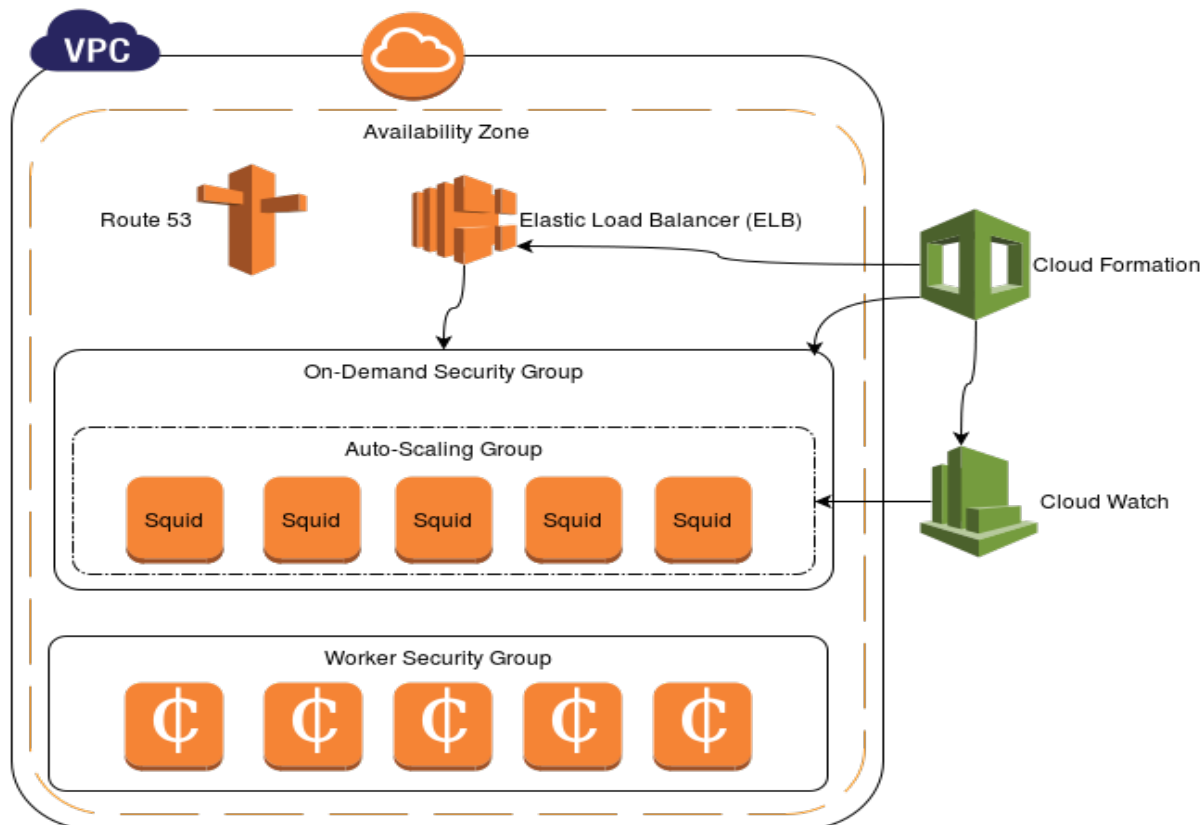 VPC
Availability Zone
Route 53
Elastic Load Balancer (ELB)
Cloud Formation
On-Demand Security Group
Auto-Scaling Group
Cloud Watch
Squid
Squid
Squid
Squid
Squid
Worker Security Group
₵
₵
₵
₵
₵